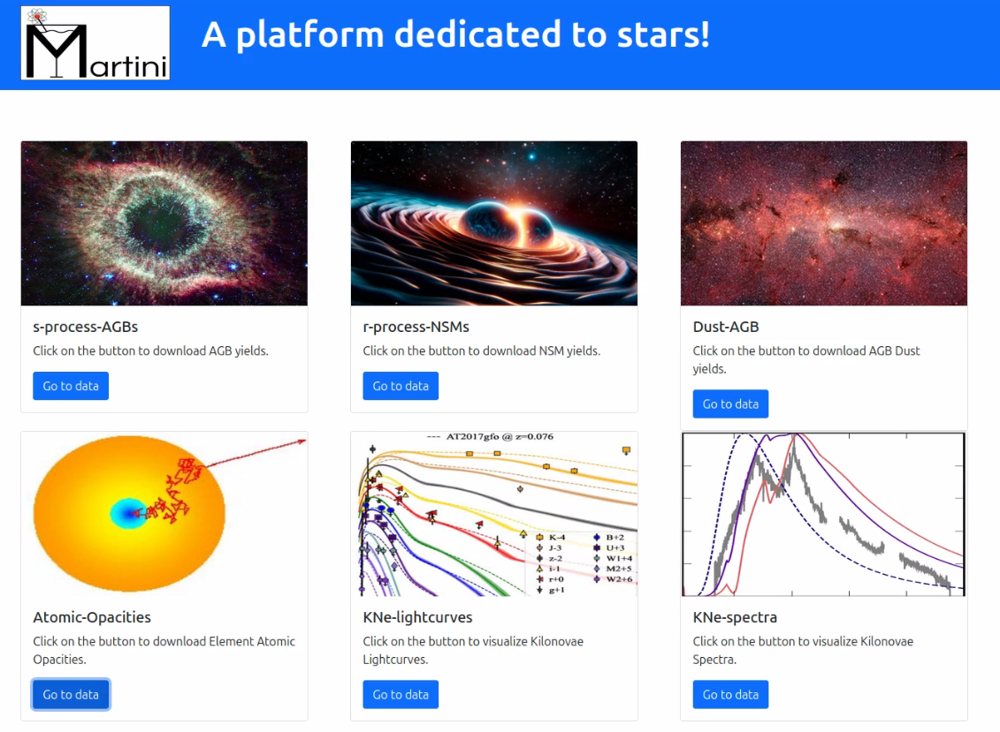 Martini
A platform dedicated to stars!
s-process-AGBs
Click on the button to download AGB yields.
Go to data
r-process-NSMs
Click on the button to download NSM yields.
Go to data
Dust-AGB
Click on the button to download AGB Dust
yields.
Go to data
--- AT2017gfo @ z=0.076
K-4
J-3
z-2
i-1
r+0
g+1
B+2
U+3
W1+4
M2+5
W2+6
Atomic-Opacities
Click on the button to download Element Atomic
Opacities.
Go to data
KNe-lightcurves
Click on the button to visualize Kilonovae
Lightcurves.
Go to data
KNe-spectra
Click on the button to visualize Kilonovae
Spectra.
Go to data